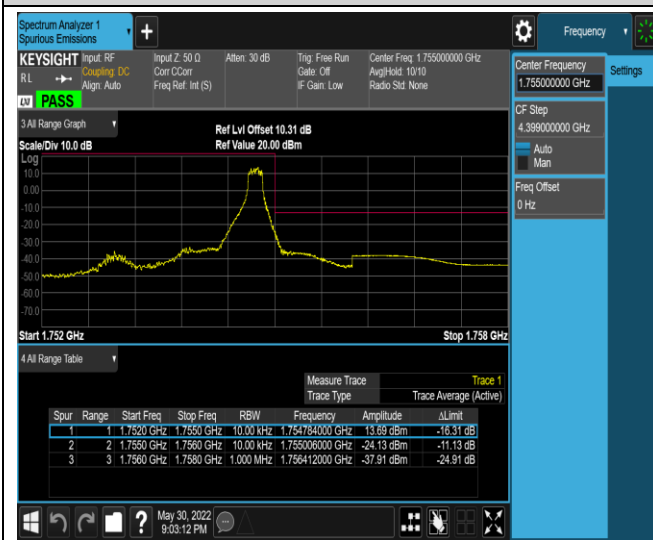 Spectrum Analyzer 1
Spurious Emissions
Frequency
KEYSIGHT Input: RF Input Z: 50 Ω Atten: 30 dB Trig: Free Run Center Freq: 1.755000000 GHz
RL Coupling: DC Corr CCorr Gate: Off Avg|Hold: 10/10
Align: Auto Freq Ref: Int (S) IF Gain: Low Radio Std: None
LXI PASS
Center Frequency
1.755000000 GHz
Settings
CF Step
4.399000000 GHz
Auto
Man
Freq Offset
0 Hz
3 All Range Graph
Ref Lvl Offset 10.31 dB
Scale/Div 10.0 dB Ref Value 20.00 dBm
Log
10.0
0.00
-10.0
-20.0
-30.0
-40.0
-50.0
-60.0
-70.0
Start 1.752 GHz Stop 1.758 GHz
4 All Range Table
Measure Trace Trace 1
Trace Type Trace Average (Active)
Spur Range Start Freq Stop Freq RBW Frequency Amplitude ΔLimit
1 1 1.7520 GHz 1.7550 GHz 10.00 kHz 1.754784000 GHz 13.69 dBm -16.31 dB
2 2 1.7550 GHz 1.7560 GHz 10.00 kHz 1.755006000 GHz -24.13 dBm -11.13 dB
3 3 1.7560 GHz 1.7580 GHz 1.000 MHz 1.756412000 GHz -37.91 dBm -24.91 dB
May 30, 2022
9:03:12 PM